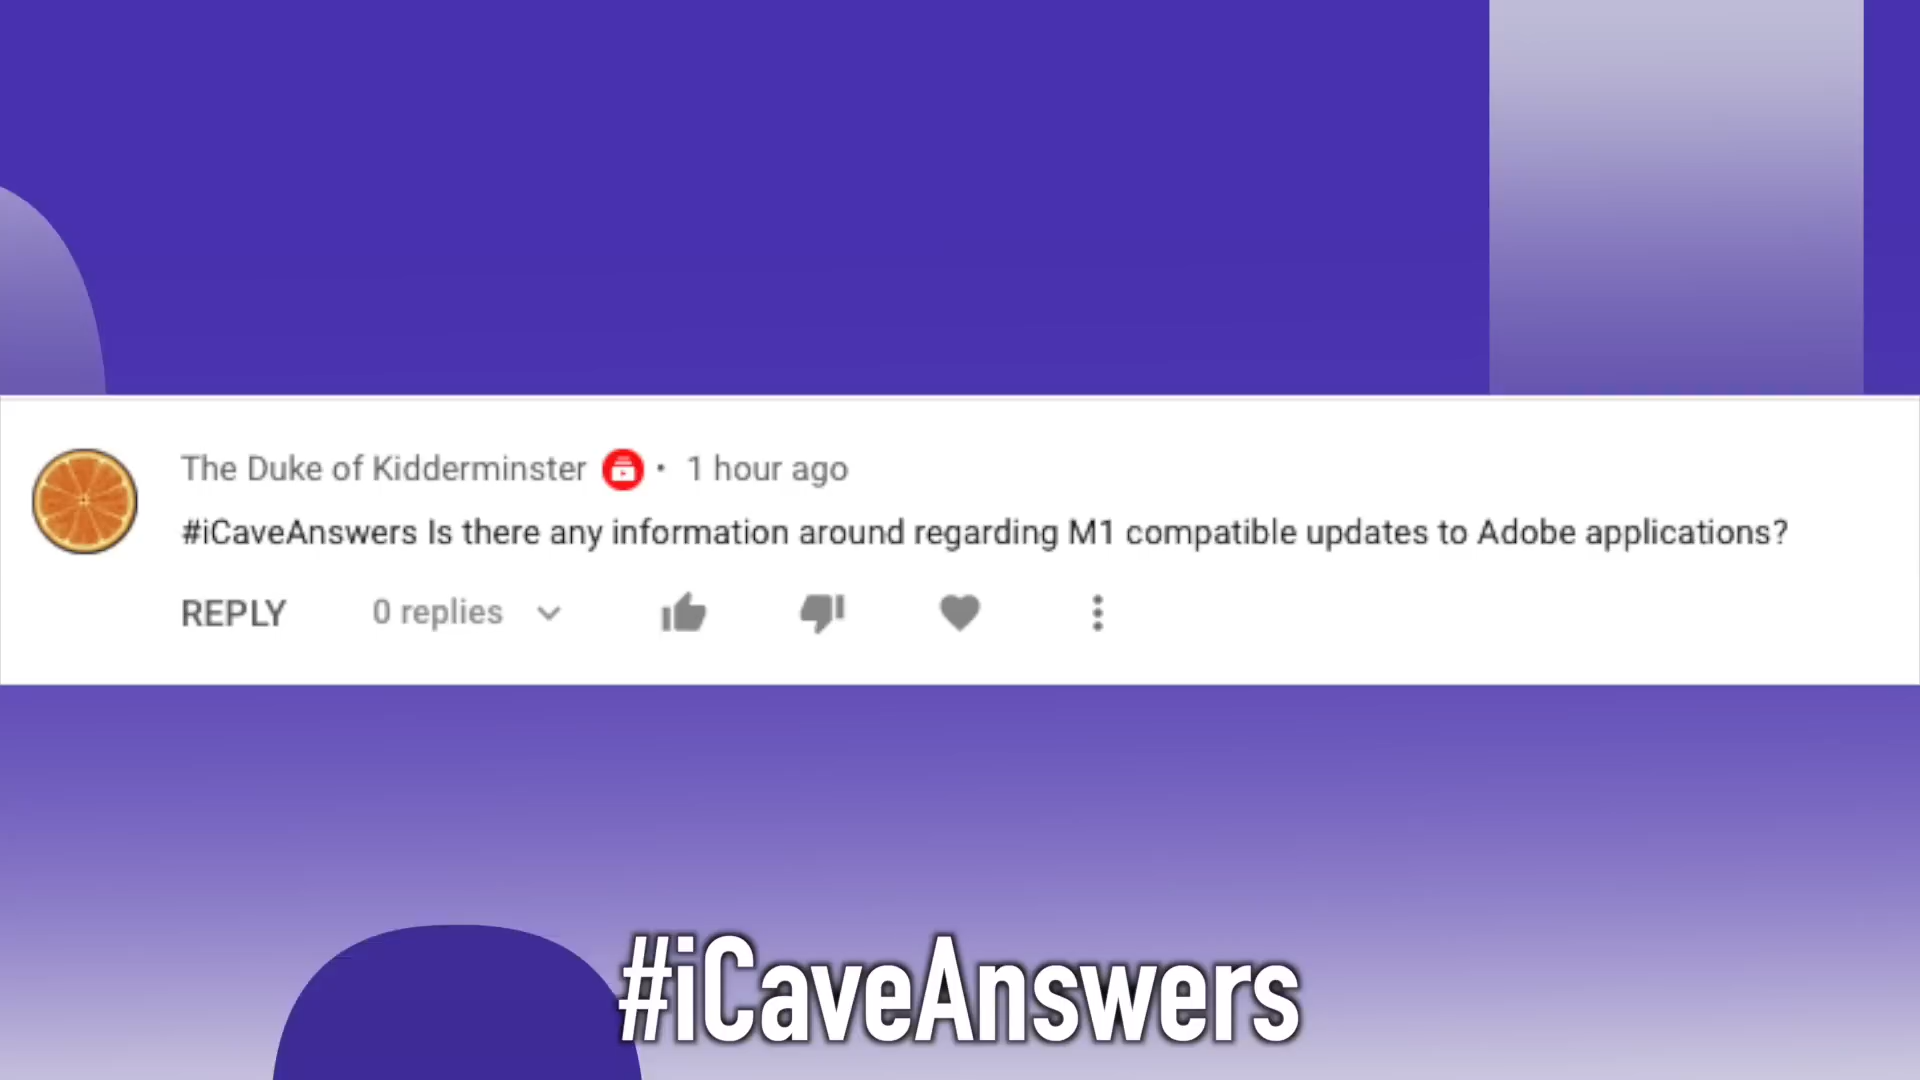 The Duke of Kidderminster • 1 hour ago
#iCaveAnswers Is there any information around regarding M1 compatible updates to Adobe applications?
REPLY 0 replies
#iCaveAnswers